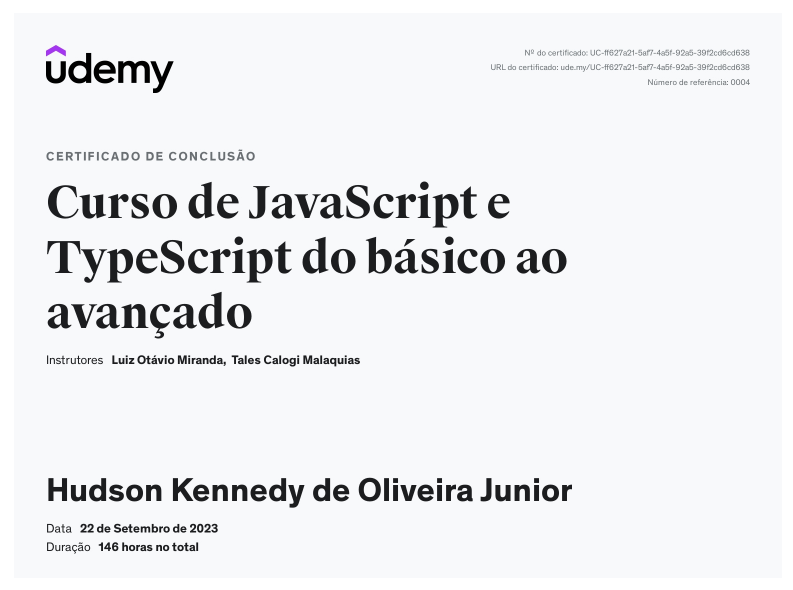 udemy
Nº do certificado: UC-ff627a21-5af7-4a5f-92a5-39f2cd6cd638
URL do certificado: ude.my/UC-ff627a21-5af7-4a5f-92a5-39f2cd6cd638
Número de referência: 0004
CERTIFICADO DE CONCLUSÃO
Curso de JavaScript e
TypeScript do básico ao
avançado
Instrutores Luiz Otávio Miranda, Tales Calogi Malaquias
Hudson Kennedy de Oliveira Junior
Data 22 de Setembro de 2023
Duração 146 horas no total